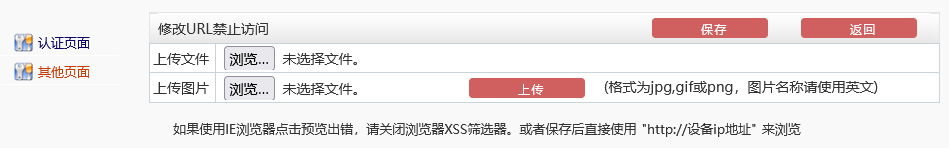 修改URL禁止访问
保存
返回
认证页面
其他页面
上传文件
浏览...
未选择文件。
上传图片
浏览...
未选择文件。
上传
(格式为jpg,gif或png，图片名称请使用英文)
如果使用IE浏览器点击预览出错，请关闭浏览器XSS筛选器。或者保存后直接使用 "http://设备ip地址" 来浏览